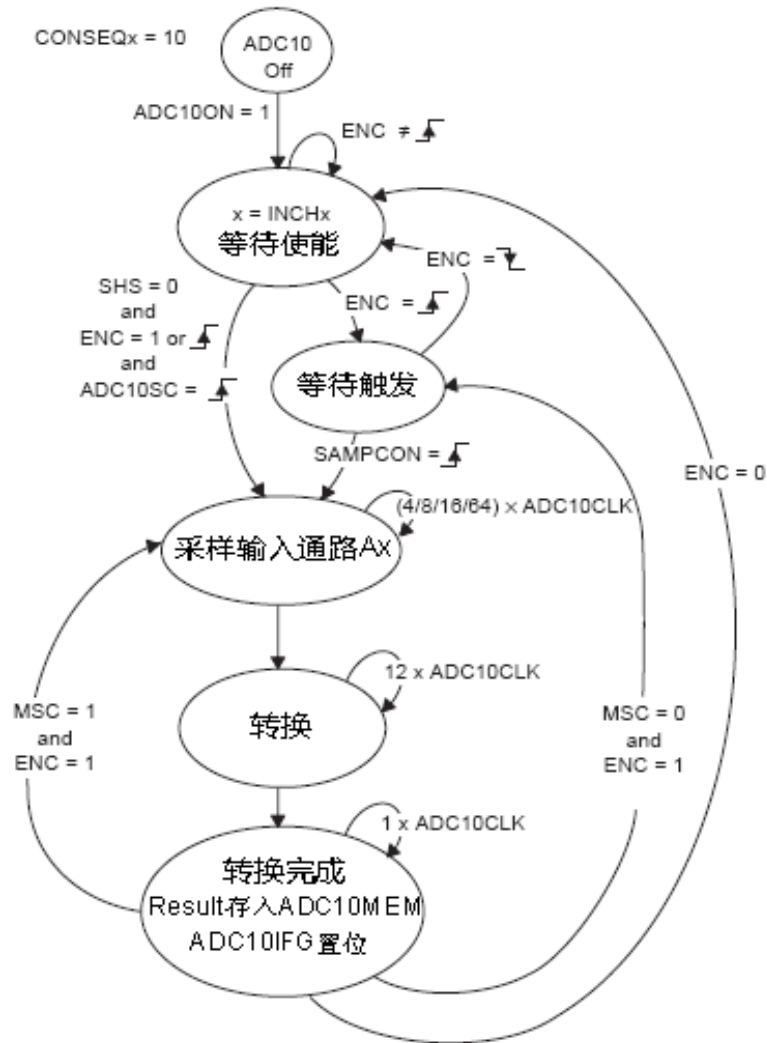 CONSEQx = 10
ADC10
Off
ADC10ON = 1
ENC ≠
x = INCHx
等待使能
ENC =
SHS = 0
and
ENC = 1 or
and
ADC10SC =
ENC =
等待触发
SAMPCON =
ENC = 0
(4/8/16/64) × ADC10CLK
采样输入通路Ax
12 x ADC10CLK
转换
MSC = 1
and
ENC = 1
MSC = 0
and
ENC = 1
1 x ADC10CLK
转换完成
Result存入ADC10MEM
ADC10IFG置位